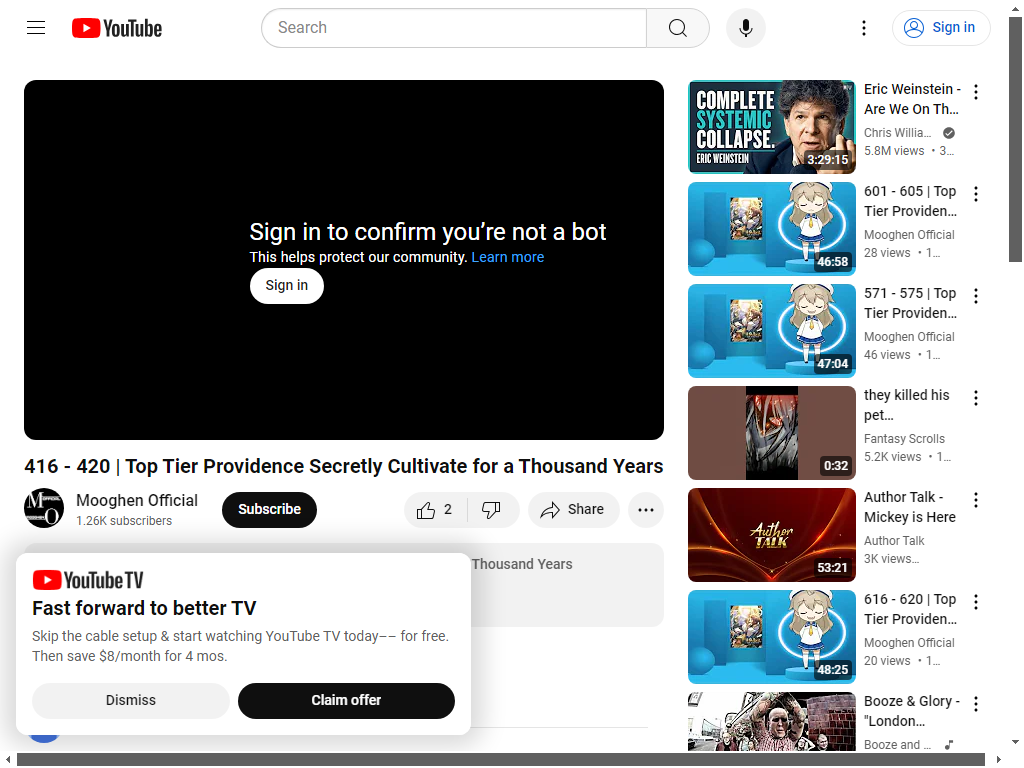 YouTube
Search
Sign in
Sign in to confirm you’re not a bot
This helps protect our community. Learn more
Sign in
416 - 420 | Top Tier Providence Secretly Cultivate for a Thousand Years
Mooghen Official
1.26K subscribers
Subscribe
2
Share
Thousand Years
YouTube TV
Fast forward to better TV
Skip the cable setup & start watching YouTube TV today–– for free.
Then save $8/month for 4 mos.
Dismiss
Claim offer
COMPLETE
SYSTEMIC
COLLAPSE.
ERIC WEINSTEIN
3:29:15
Eric Weinstein -
Are We On Th...
Chris Willia...
5.8M views • 3...
46:58
601 - 605 | Top
Tier Providen...
Mooghen Official
28 views • 1...
47:04
571 - 575 | Top
Tier Providen...
Mooghen Official
46 views • 1...
0:32
they killed his
pet...
Fantasy Scrolls
5.2K views • 1...
Author
TALK
53:21
Author Talk -
Mickey is Here
Author Talk
3K views...
48:25
616 - 620 | Top
Tier Providen...
Mooghen Official
20 views • 1...
Booze & Glory -
"London...
Booze and ...